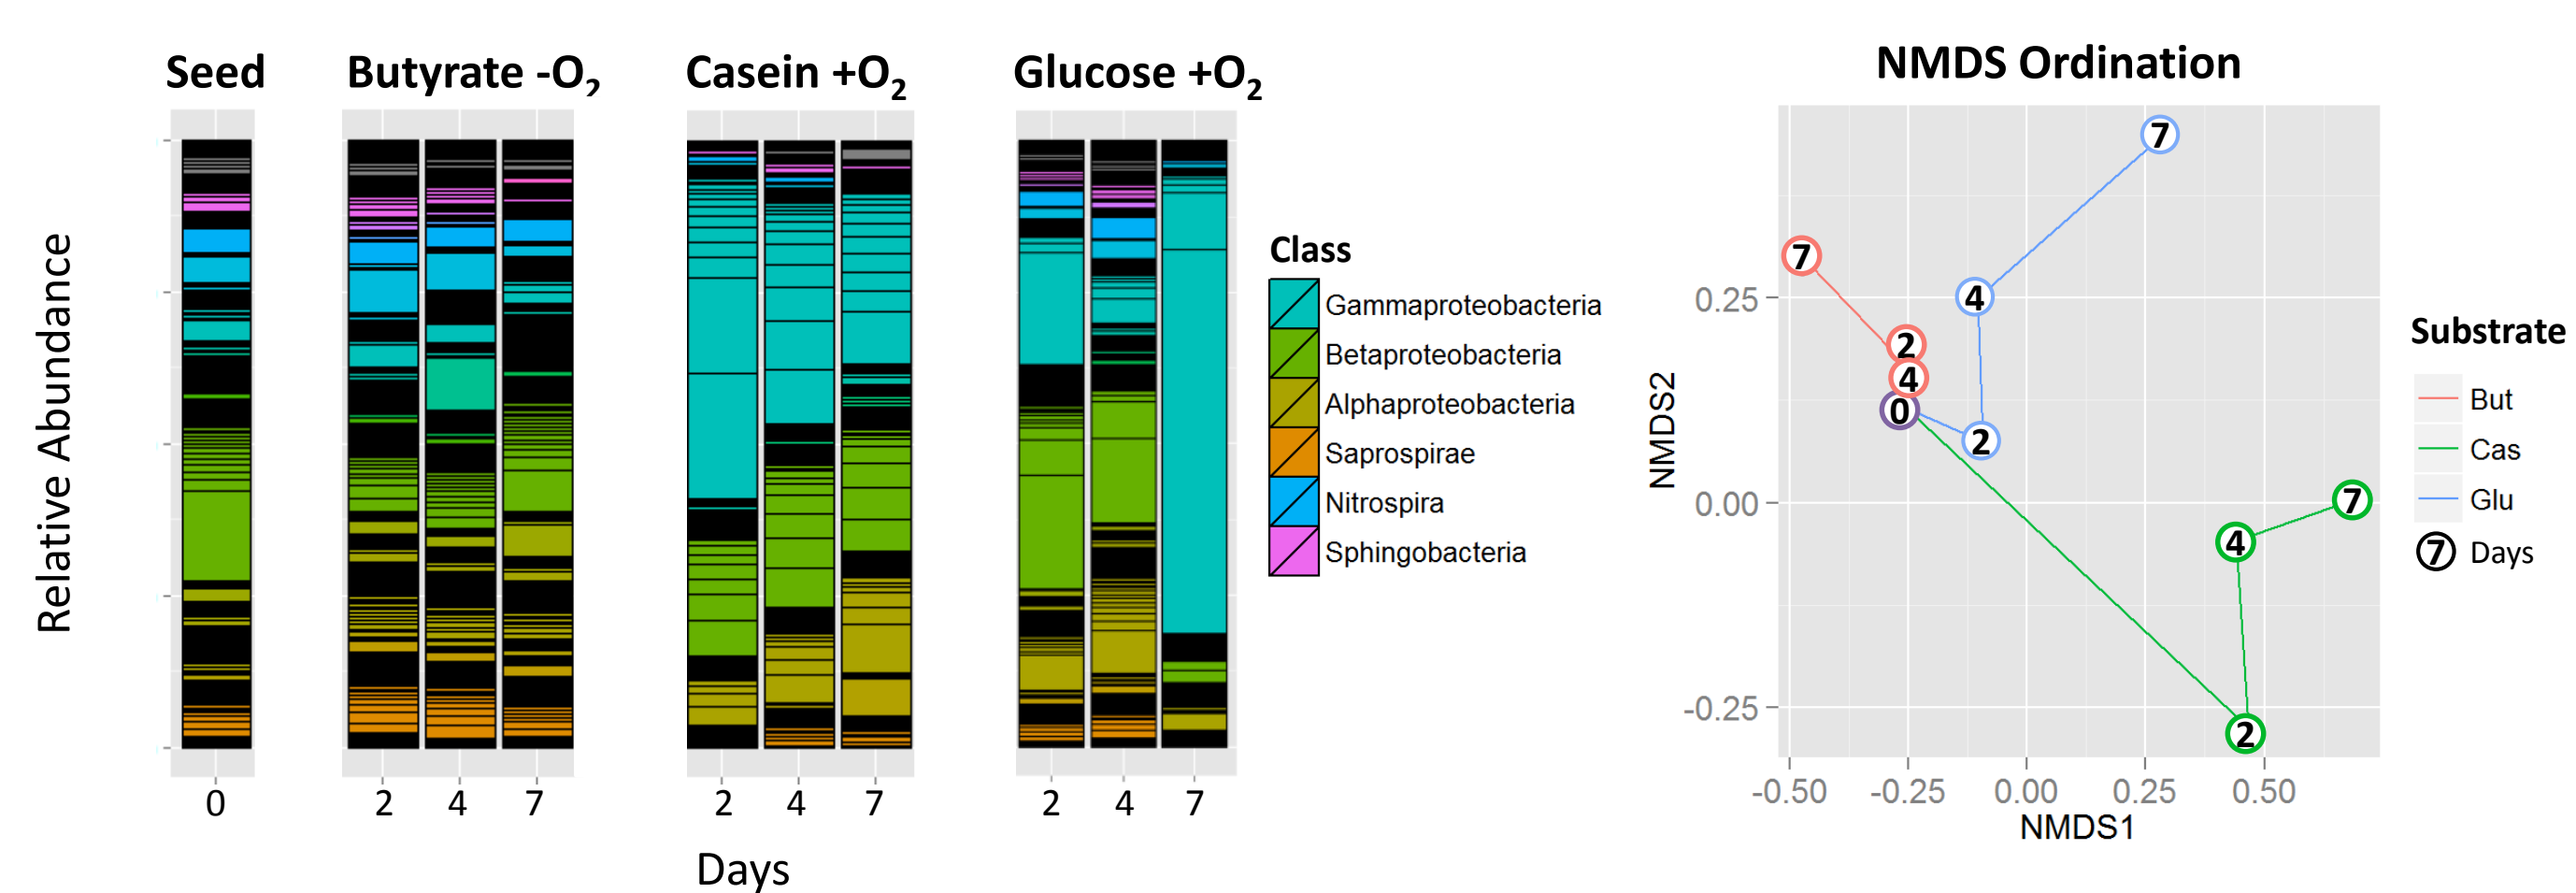 Seed
Butyrate -O₂
Casein +O₂
Glucose +O₂
Relative Abundance
0
2 4 7
2 4 7
2 4 7
Days
Class
Gammaproteobacteria
Betaproteobacteria
Alphaproteobacteria
Saprospirae
Nitrospira
Sphingobacteria
NMDS Ordination
NMDS2
0.25
0.00
-0.25
7
7
4
2
4
0
2
7
4
2
-0.50 -0.25 0.00 0.25 0.50
NMDS1
Substrate
But
Cas
Glu
7 Days